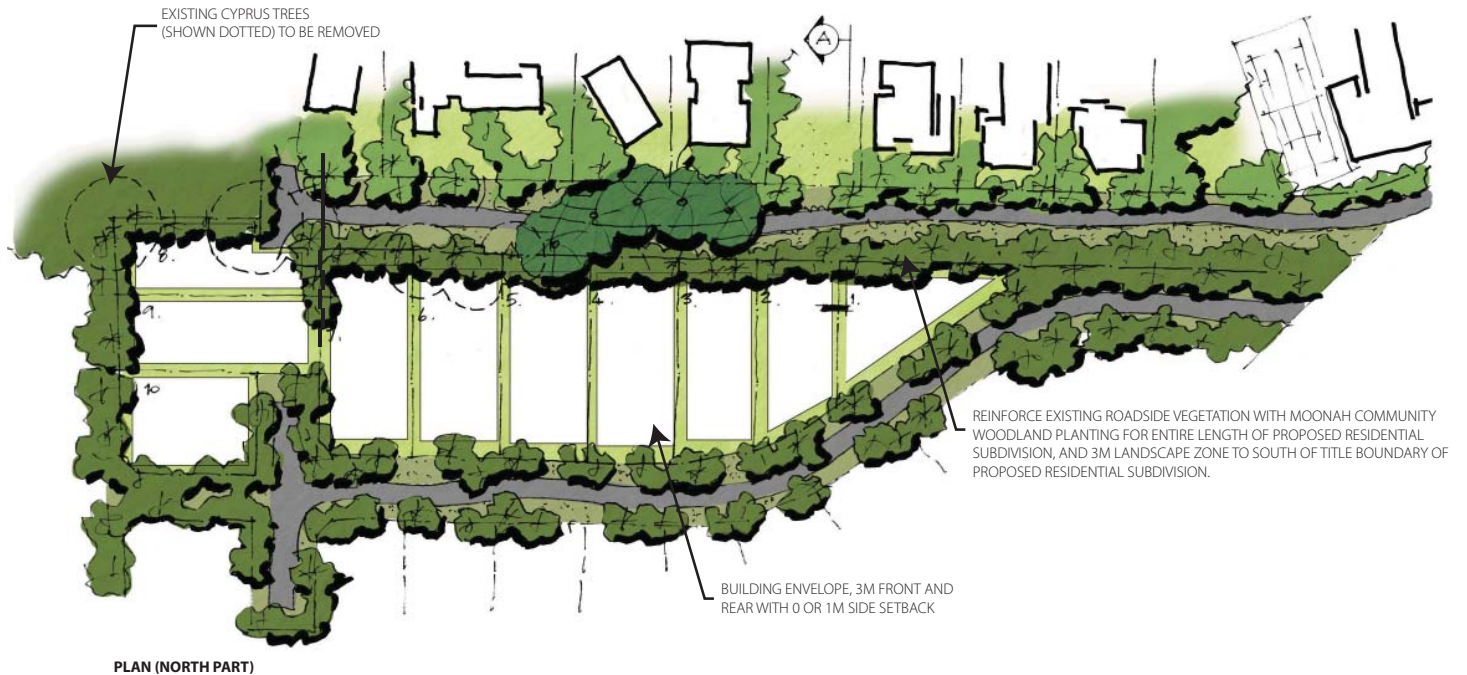 EXISTING CYPRUS TREES
(SHOWN DOTTED) TO BE REMOVED
A
8.
9.
10
7.
6.
5.
4.
3.
2.
1.
REINFORCE EXISTING ROADSIDE VEGETATION WITH MOONAH COMMUNITY
WOODLAND PLANTING FOR ENTIRE LENGTH OF PROPOSED RESIDENTIAL
SUBDIVISION, AND 3M LANDSCAPE ZONE TO SOUTH OF TITLE BOUNDARY OF
PROPOSED RESIDENTIAL SUBDIVISION.
BUILDING ENVELOPE, 3M FRONT AND
REAR WITH 0 OR 1M SIDE SETBACK
PLAN (NORTH PART)